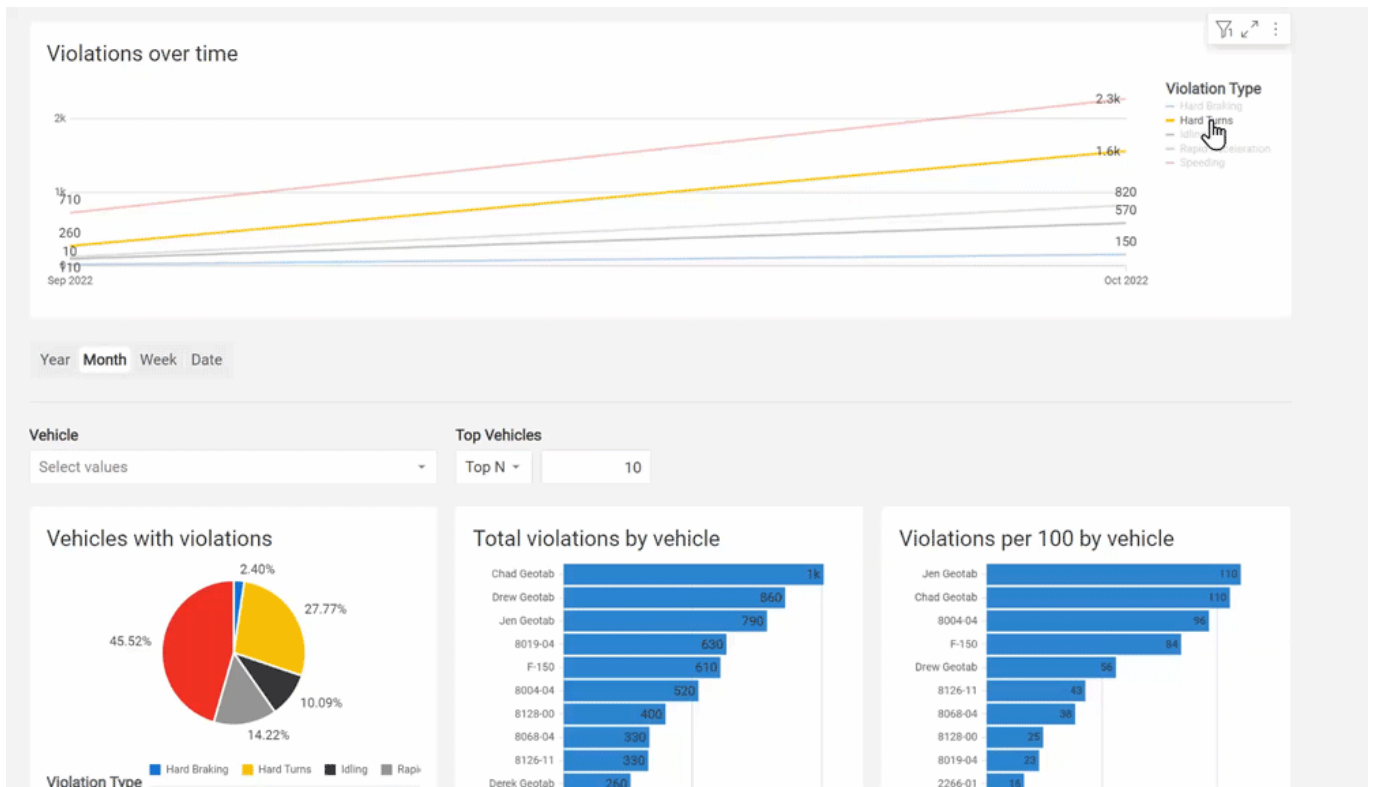 Violations over time
Violation Type
Hard Braking
Hard Turns
Speeding
2k
2.3k
1.6k
710
820
570
260
150
10
Sep 2022
Oct 2022
Year Month Week Date
Vehicle
Top Vehicles
Select values
Top N
10
Vehicles with violations
2.40%
27.77%
45.52%
10.09%
14.22%
Hard Braking
Hard Turns
Idling
Violation Type
Total violations by vehicle
Chad Geotab 1k
Drew Geotab 860
Jen Geotab 790
8019-04 630
F-150 610
8004-04 520
8128-00 400
8068-04 330
8126-11 330
Derek Geotab 260
Violations per 100 by vehicle
Jen Geotab 110
Chad Geotab 110
8004-04 96
F-150 84
Drew Geotab 56
8126-11 43
8068-04 38
8128-00 25
8019-04 23
2266-01 16